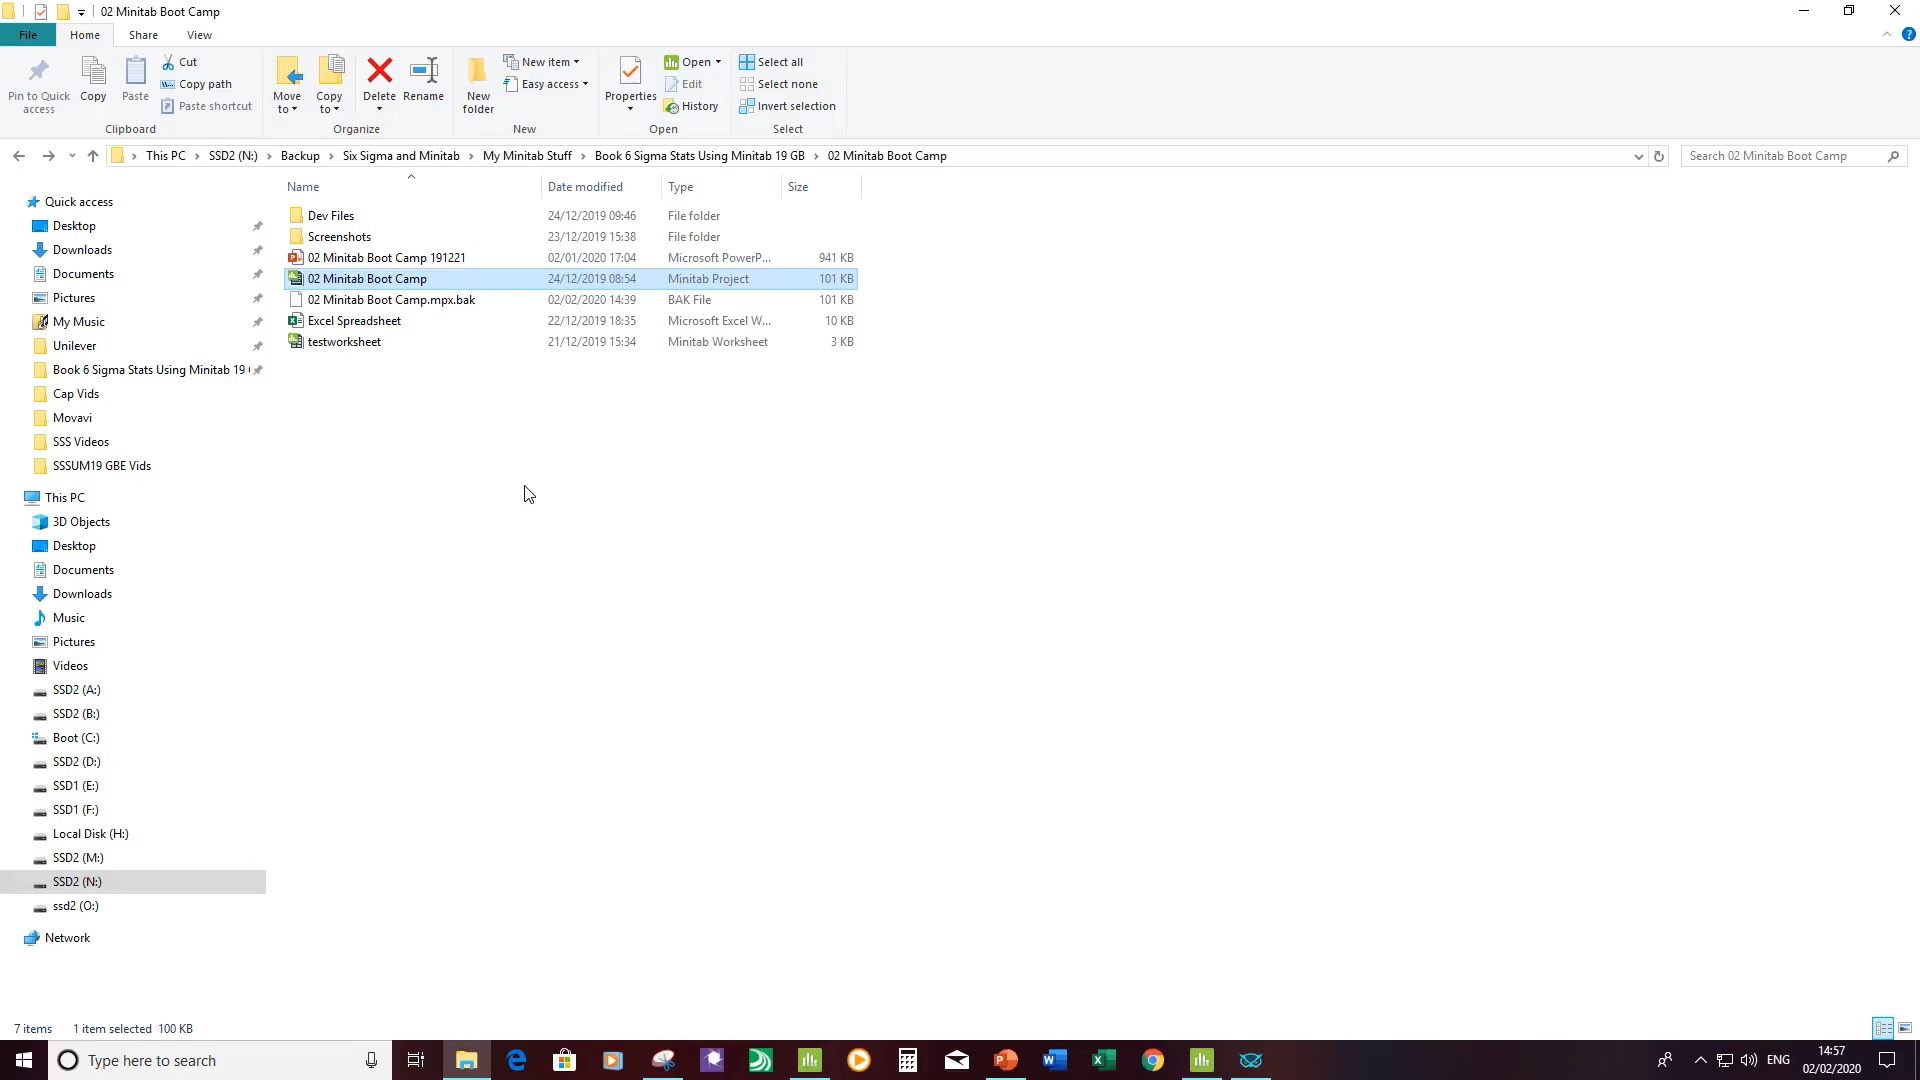 02 Minitab Boot Camp
File Home Share View
Pin to Quick access
Copy
Paste
Cut
Copy path
Paste shortcut
Clipboard
Move to
Copy to
Delete
Rename
Organize
New folder
New item
Easy access
New
Properties
Open
Edit
History
Open
Select all
Select none
Invert selection
Select
This PC > SSD2 (N:) > Backup > Six Sigma and Minitab > My Minitab Stuff > Book 6 Sigma Stats Using Minitab 19 GB > 02 Minitab Boot Camp
Search 02 Minitab Boot Camp
Name Date modified Type Size
Dev Files 24/12/2019 09:46 File folder
Screenshots 23/12/2019 15:38 File folder
02 Minitab Boot Camp 191221 02/01/2020 17:04 Microsoft PowerP... 941 KB
02 Minitab Boot Camp 24/12/2019 08:54 Minitab Project 101 KB
02 Minitab Boot Camp.mpx.bak 02/02/2020 14:39 BAK File 101 KB
Excel Spreadsheet 22/12/2019 18:35 Microsoft Excel W... 10 KB
testworksheet 21/12/2019 15:34 Minitab Worksheet 3 KB
Quick access
Desktop
Downloads
Documents
Pictures
My Music
Unilever
Book 6 Sigma Stats Using Minitab 19
Cap Vids
Movavi
SSS Videos
SSSUM19 GBE Vids
This PC
3D Objects
Desktop
Documents
Downloads
Music
Pictures
Videos
SSD2 (A:)
SSD2 (B:)
Boot (C:)
SSD2 (D:)
SSD1 (E:)
SSD1 (F:)
Local Disk (H:)
SSD2 (M:)
SSD2 (N:)
ssd2 (O:)
Network
7 items 1 item selected 100 KB
Type here to search
ENG
14:57
02/02/2020